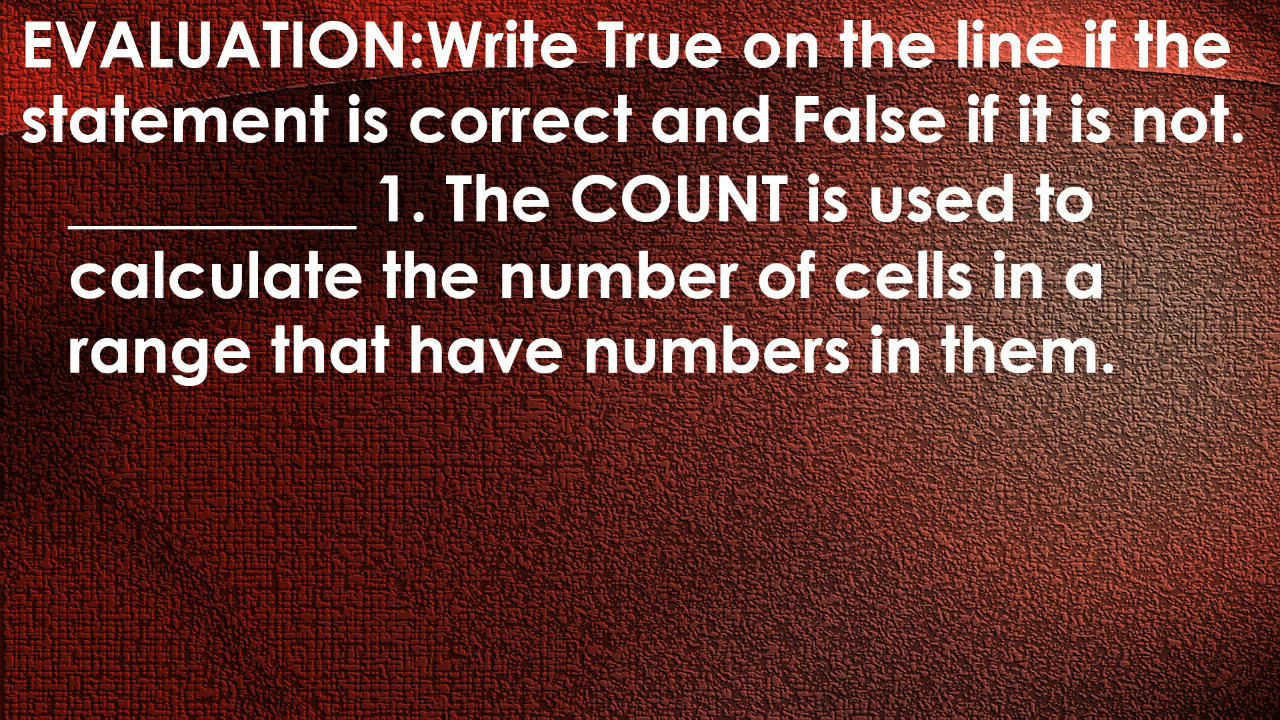 EVALUATION:Write True on the line if the
statement is correct and False if it is not.
__________ 1. The COUNT is used to
calculate the number of cells in a
range that have numbers in them.